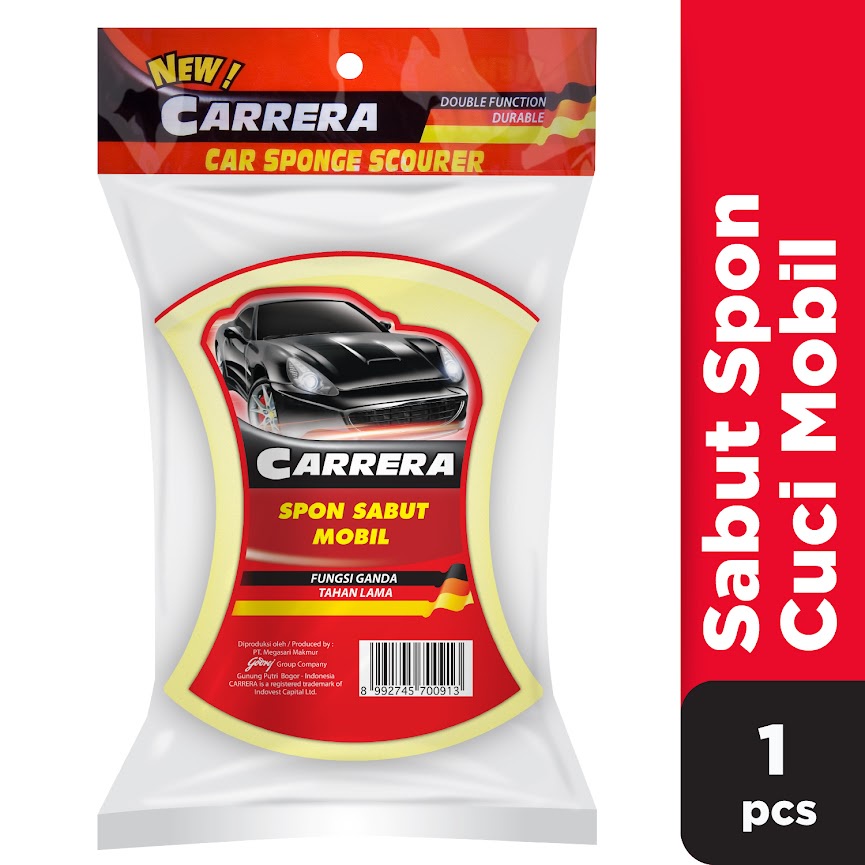 NEW!
CARRERA
DOUBLE FUNCTION
DURABLE
CAR SPONGE SCOURER
CARRERA
SPON SABUT
MOBIL
FUNGSI GANDA
TAHAN LAMA
Diproduksi oleh / Produced by :
PT. Megasari Makmur
Godrej Group Company
Gunung Putri Bogor - Indonesia
CARRERA is a registered trademark of
Indovest Capital Ltd.
8 992745 700913
Sabut Spon
Cuci Mobil
1
pcs